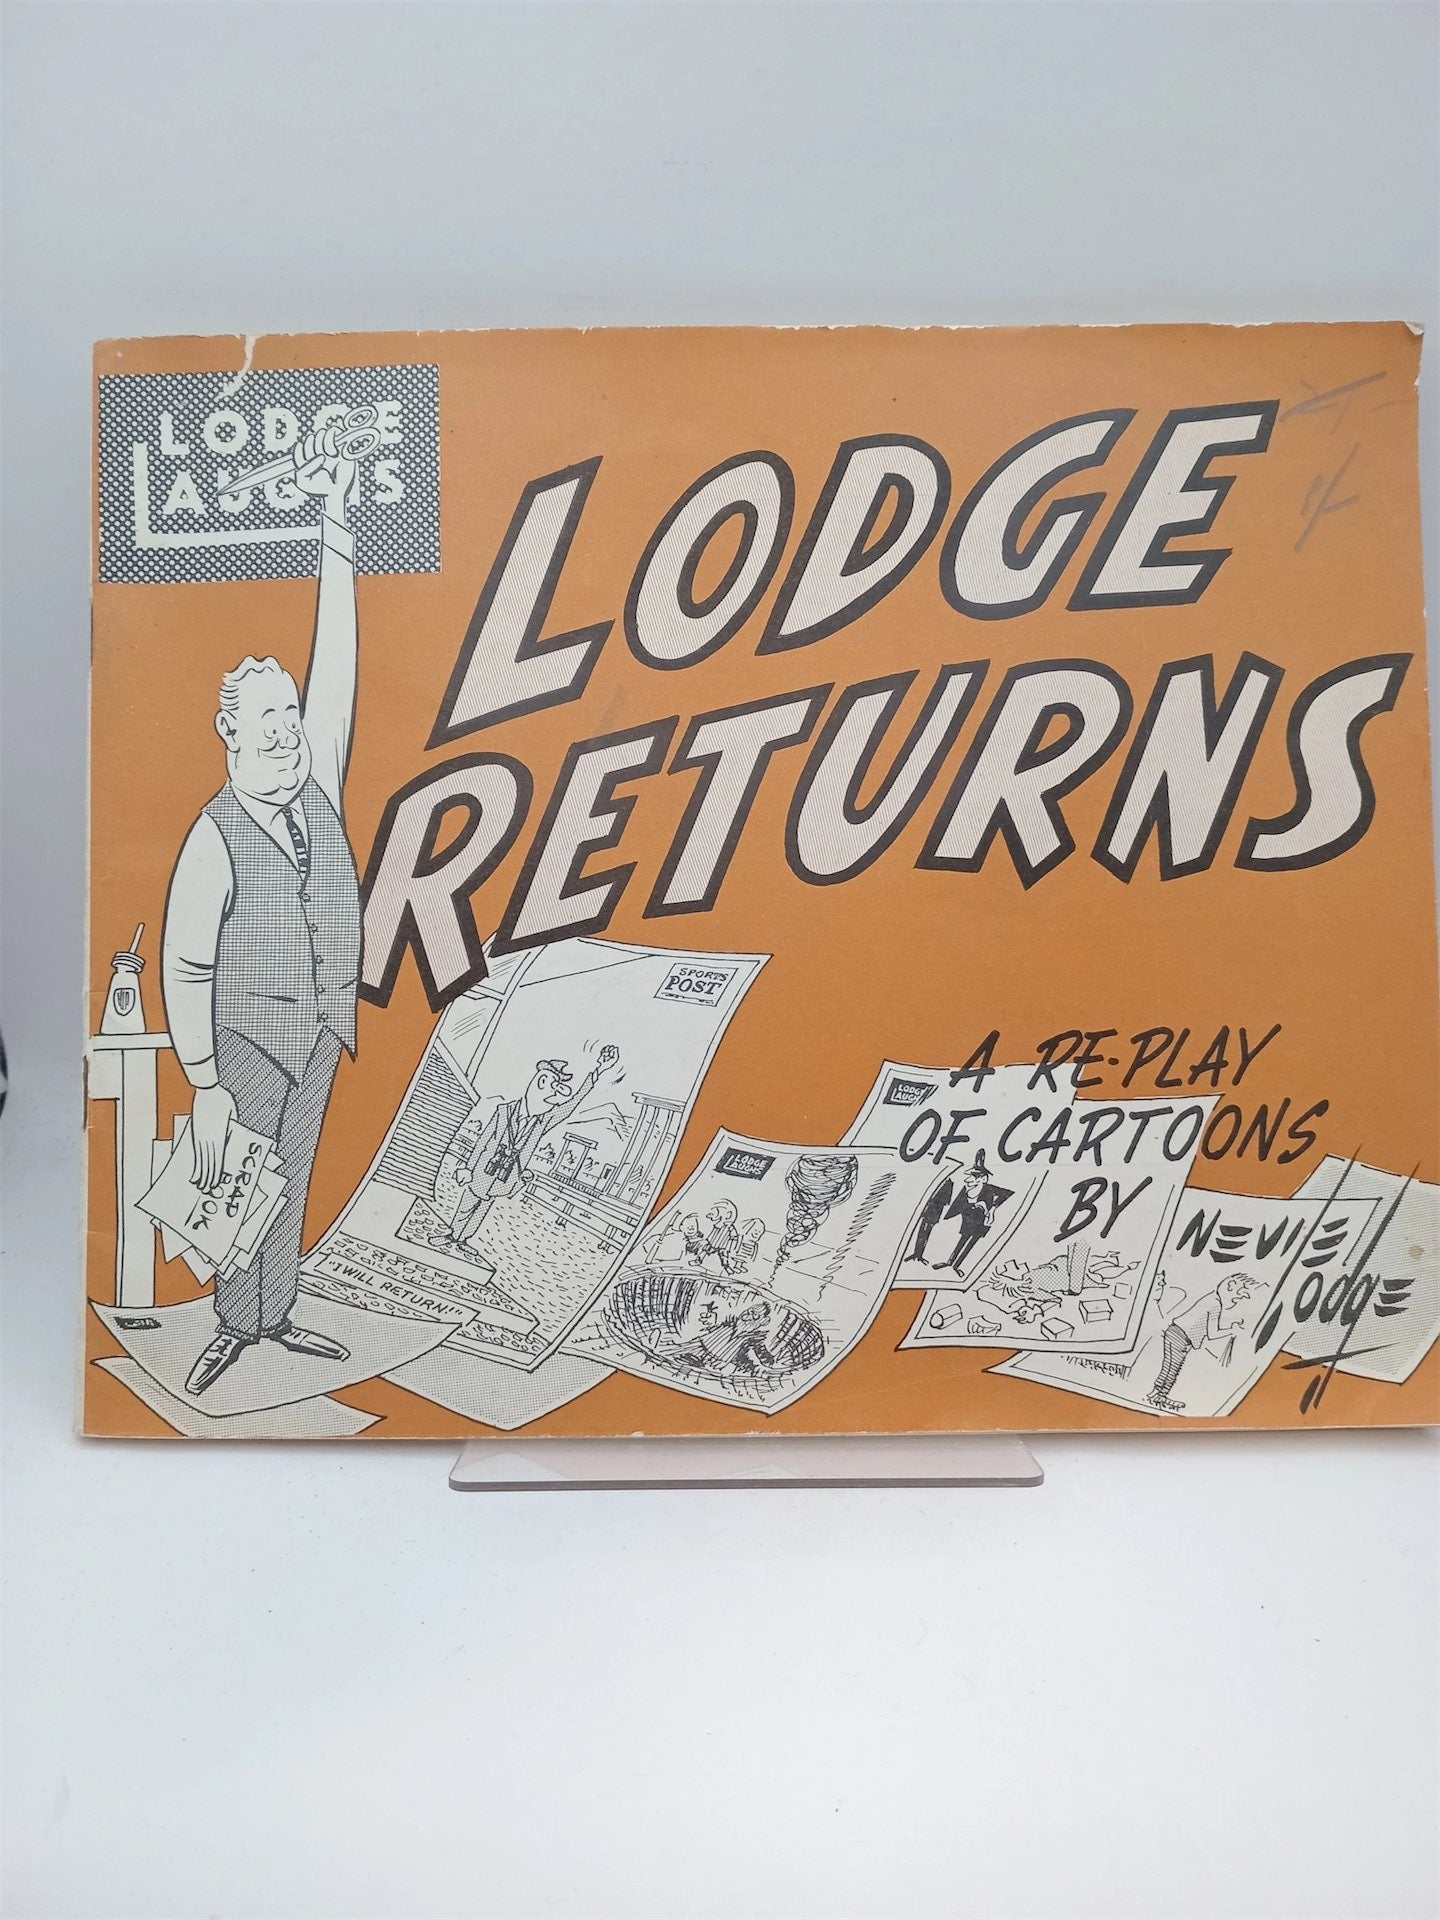 LODGE
LAUGHS
LODGE
RETURNS
SPORTS
POST
A RE-PLAY
OF CARTOONS
BY
NEVILLE
LODGE
LODGE
LAUGHS
LODGE
LAUGHS
SCRAP
BOOK
"I WILL RETURN!"